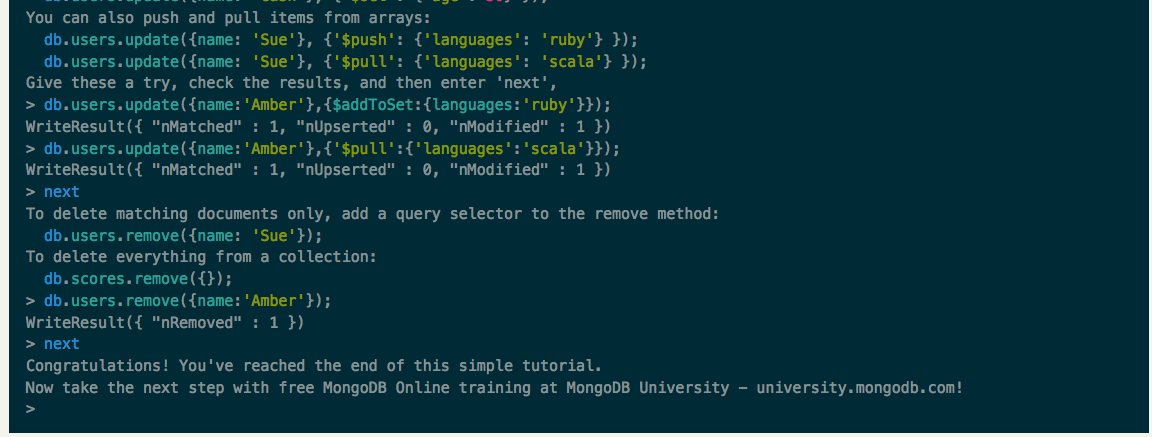 You can also push and pull items from arrays:
db.users.update({name: 'Sue'}, {'$push': {'languages': 'ruby'} });
db.users.update({name: 'Sue'}, {'$pull': {'languages': 'scala'} });
Give these a try, check the results, and then enter 'next',
> db.users.update({name:'Amber'},{$addToSet:{languages:'ruby'}});
WriteResult({ "nMatched" : 1, "nUpserted" : 0, "nModified" : 1 })
> db.users.update({name:'Amber'},{'$pull':{'languages':'scala'}});
WriteResult({ "nMatched" : 1, "nUpserted" : 0, "nModified" : 1 })
> next
To delete matching documents only, add a query selector to the remove method:
db.users.remove({name: 'Sue'});
To delete everything from a collection:
db.scores.remove({});
> db.users.remove({name:'Amber'});
WriteResult({ "nRemoved" : 1 })
> next
Congratulations! You've reached the end of this simple tutorial.
Now take the next step with free MongoDB Online training at MongoDB University – university.mongodb.com!
>